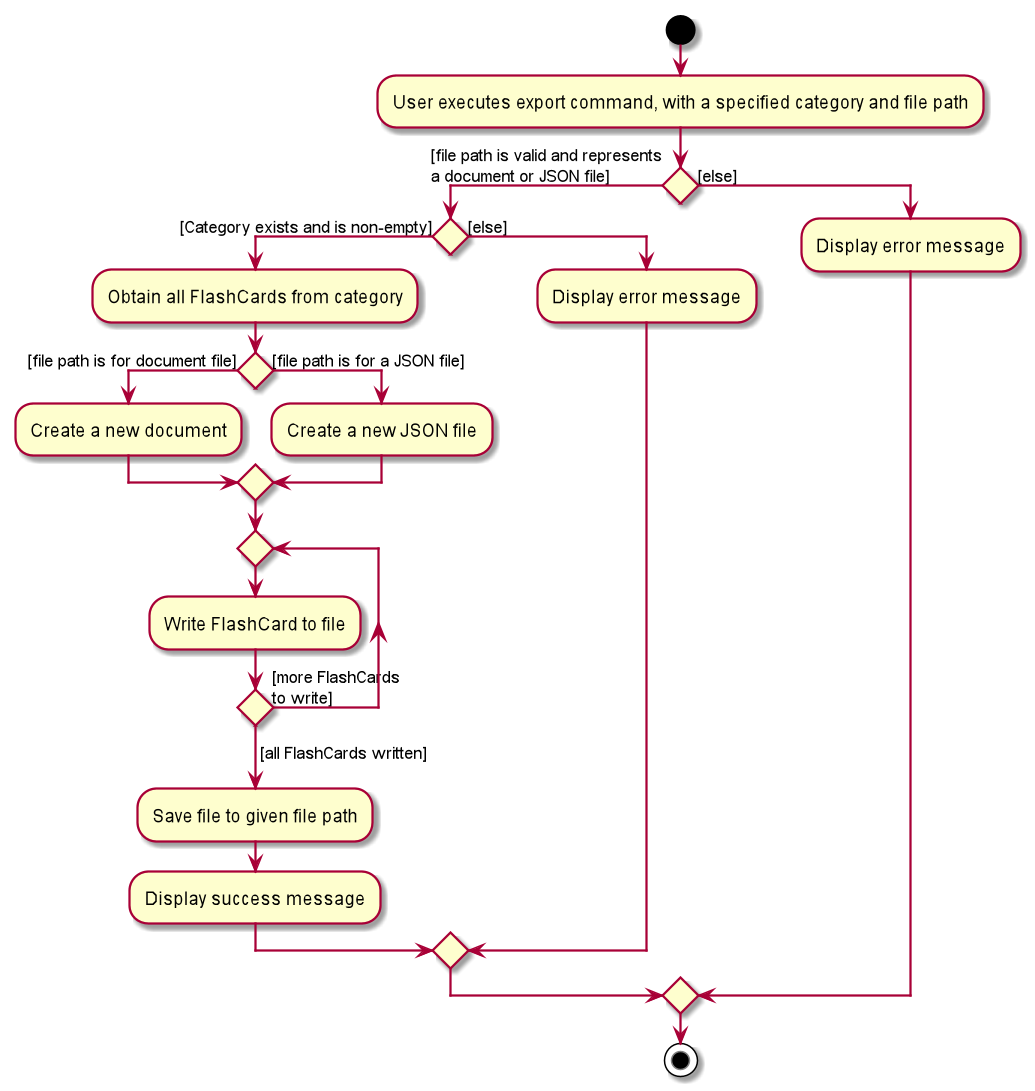 User executes export command, with a specified category and file path
[file path is valid and represents
a document or JSON file]
[else]
[Category exists and is non-empty]
[else]
Display error message
Obtain all FlashCards from category
Display error message
[file path is for document file]
[file path is for a JSON file]
Create a new document
Create a new JSON file
Write FlashCard to file
[more FlashCards
to write]
[all FlashCards written]
Save file to given file path
Display success message